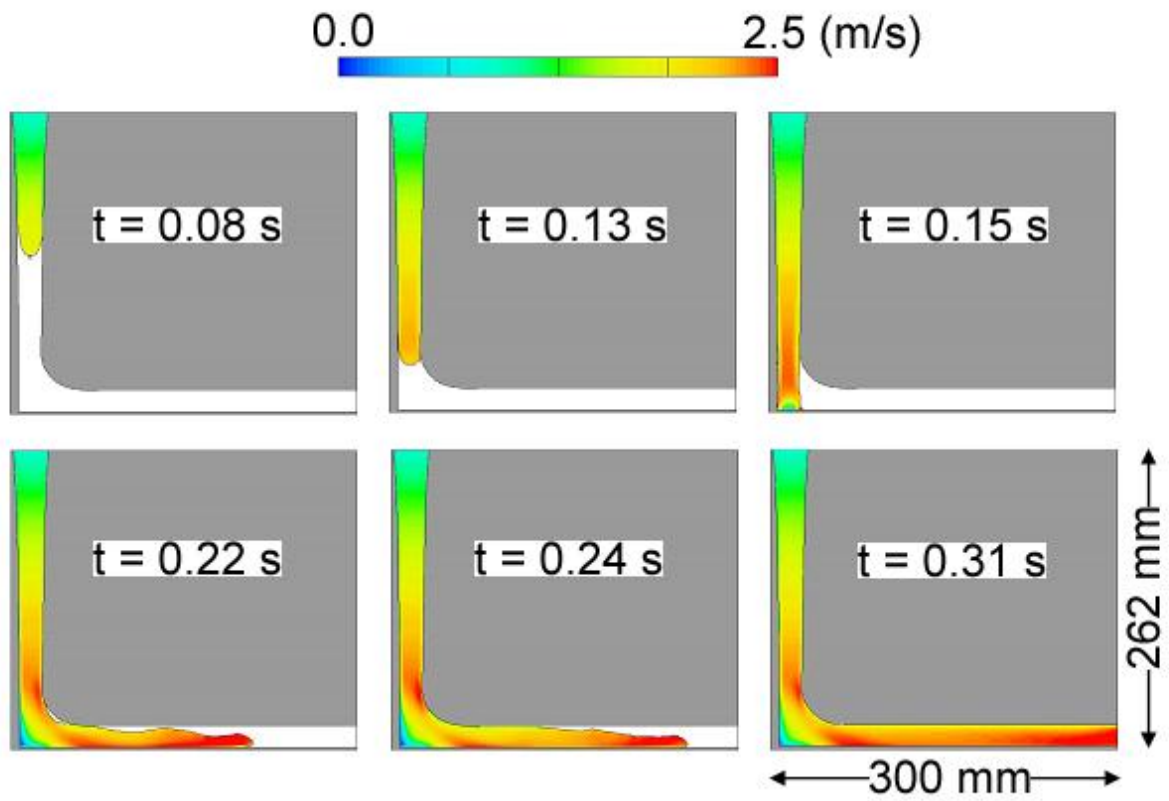 0.0 2.5 (m/s)
t = 0.08 s
t = 0.13 s
t = 0.15 s
t = 0.22 s
t = 0.24 s
t = 0.31 s
262 mm
300 mm